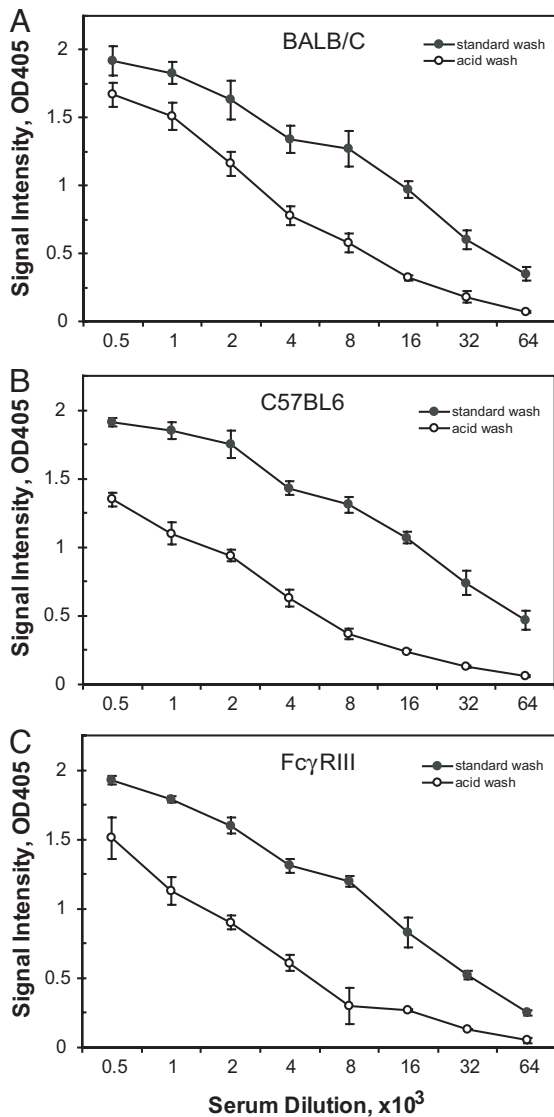 A
BALB/C
standard wash
acid wash
Signal Intensity, OD405
2
1.5
1
0.5
0
0.5 1 2 4 8 16 32 64
B
C57BL6
standard wash
acid wash
Signal Intensity, OD405
2
1.5
1
0.5
0
0.5 1 2 4 8 16 32 64
C
FcγRIII
standard wash
acid wash
Signal Intensity, OD405
2
1.5
1
0.5
0
0.5 1 2 4 8 16 32 64
Serum Dilution, x10³